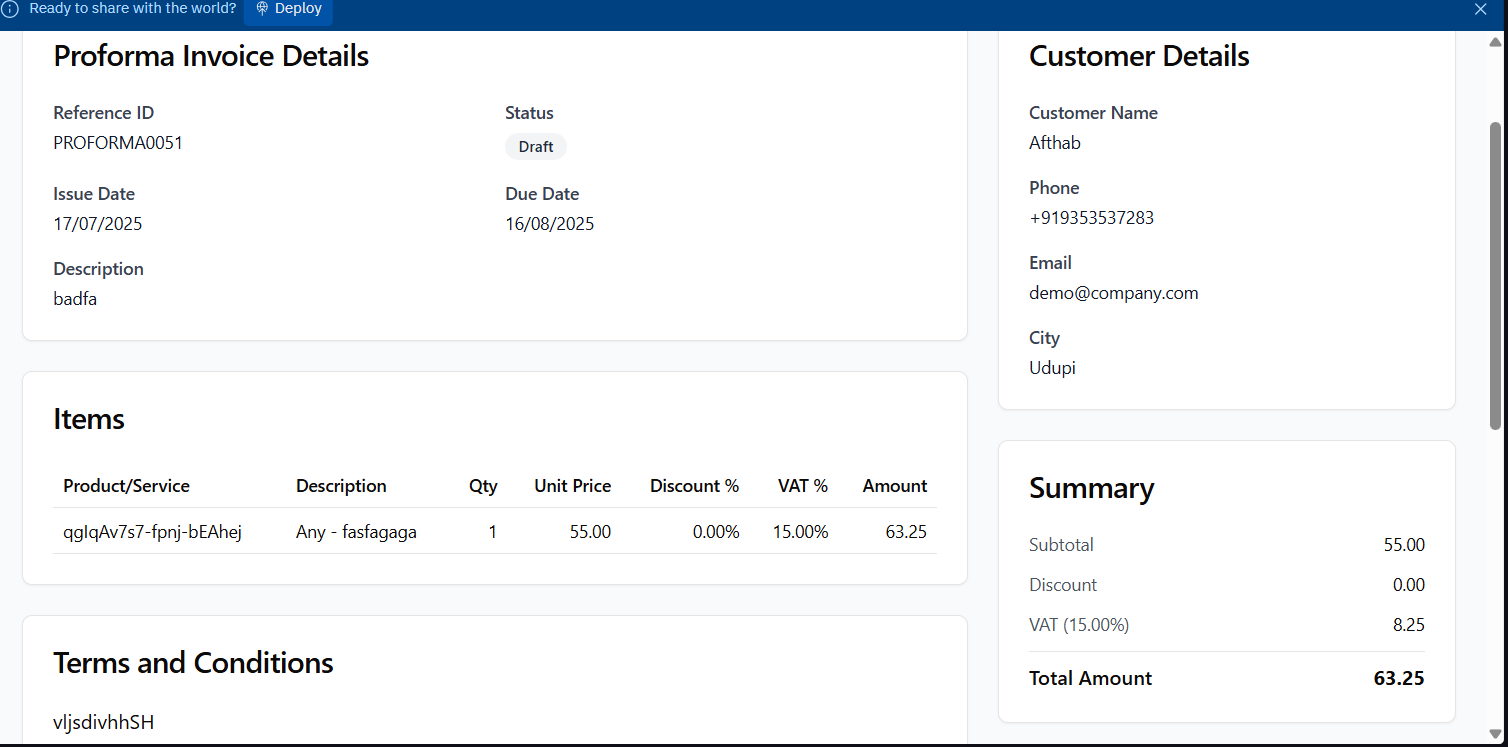 Ready to share with the world? Deploy
Proforma Invoice Details
Reference ID
PROFORMA0051
Status
Draft
Issue Date
17/07/2025
Due Date
16/08/2025
Description
badfa
Customer Details
Customer Name
Afthab
Phone
+919353537283
Email
demo@company.com
City
Udupi
Items
Product/Service Description Qty Unit Price Discount % VAT % Amount
qgIqAv7s7-fpnj-bEAhej Any - fasfagaga 1 55.00 0.00% 15.00% 63.25
Summary
Subtotal 55.00
Discount 0.00
VAT (15.00%) 8.25
Total Amount 63.25
Terms and Conditions
vljsdivhhSH